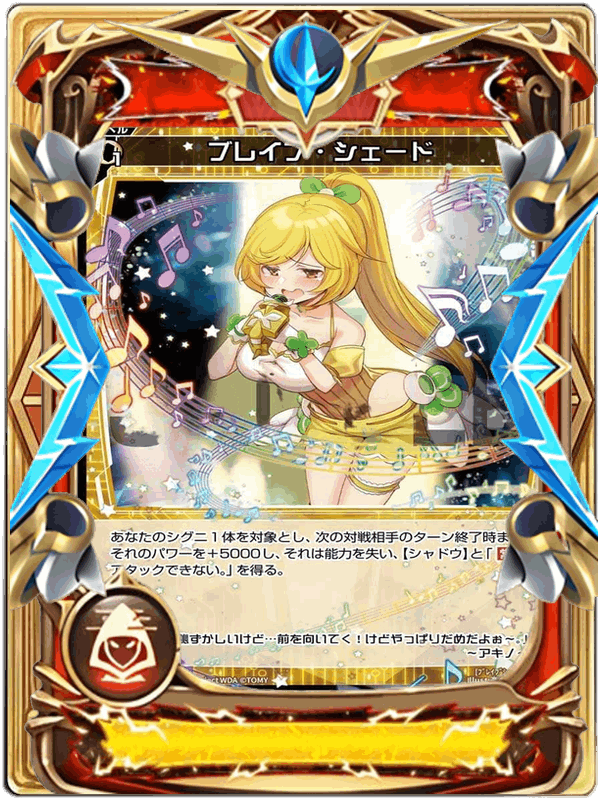 ブレイブ・シェード
あなたのシグニ1体を対象とし、次の対戦相手のターン終了時ま
それのパワーを+5000し、それは能力を失い、【シャドウ】と「
アタックできない。」を得る。
ずかしいけど…前を向いてく!けどやっぱりだめだよぉ~!
~アキノ
WDA ©TOMY